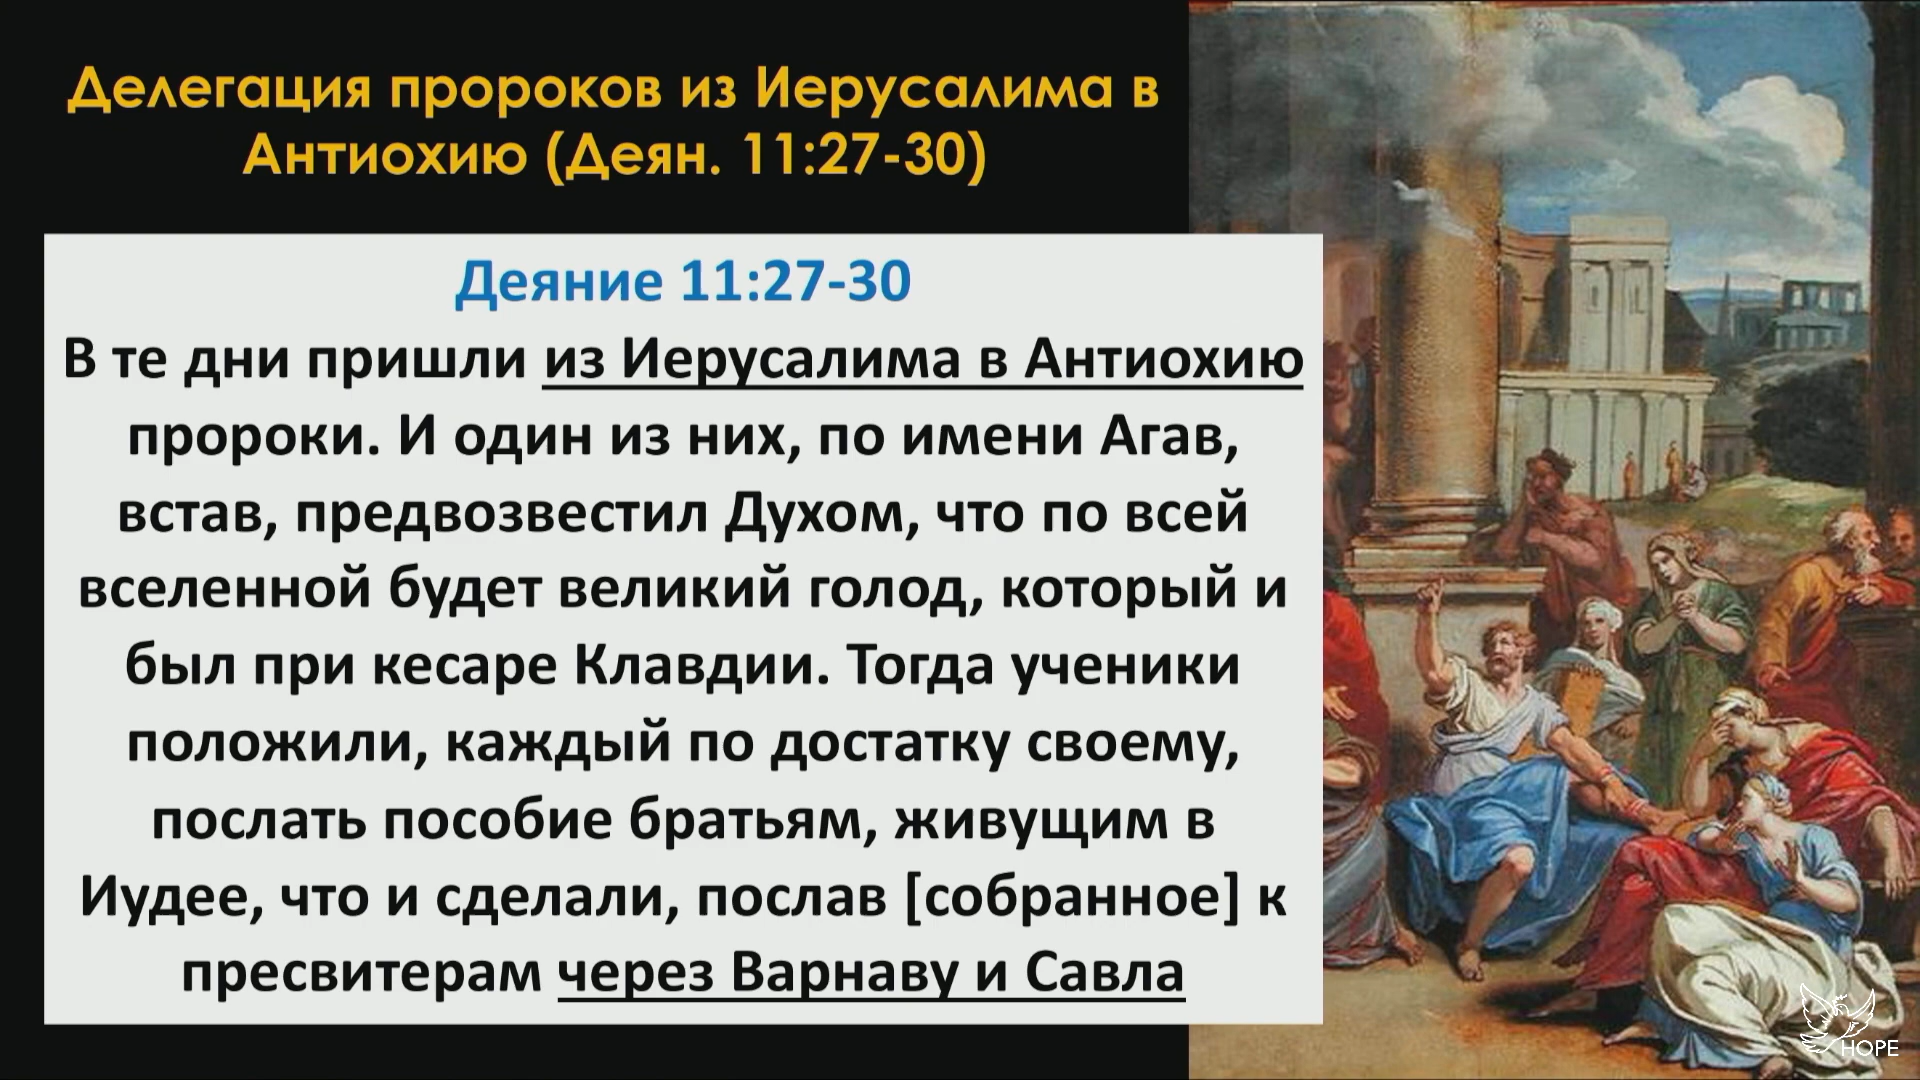 Делегация пророков из Иерусалима в
Антиохию (Деян. 11:27-30)
Деяние 11:27-30
В те дни пришли из Иерусалима в Антиохию
пророки. И один из них, по имени Агав,
встав, предвозвестил Духом, что по всей
вселенной будет великий голод, который и
был при кесаре Клавдии. Тогда ученики
положили, каждый по достатку своему,
послать пособие братьям, живущим в
Иудее, что и сделали, послав [собранное] к
пресвитерам через Варнаву и Савла
HOPE